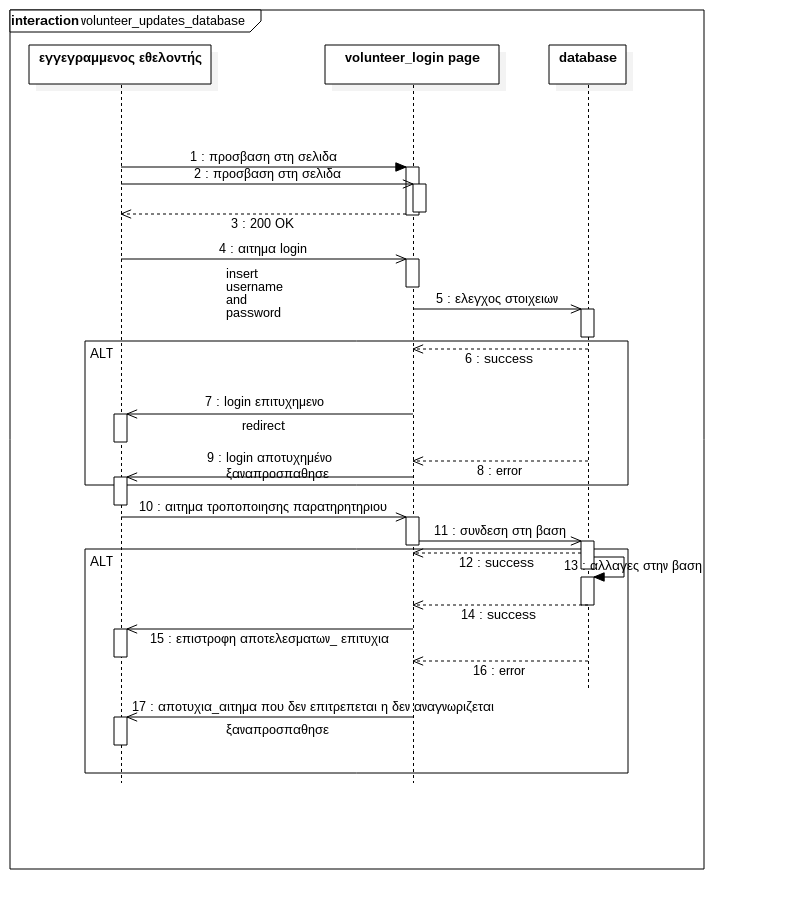 interaction volunteer_updates_database
εγγεγραμμενος εθελοντής
volunteer_login page
database
1 : προσβαση στη σελιδα
2 : προσβαση στη σελιδα
3 : 200 OK
4 : αιτημα login
insert
username
and
password
5 : ελεγχος στοιχειων
ALT
6 : success
7 : login επιτυχημενο
redirect
9 : login αποτυχημένο
8 : error
ξαναπροσπαθησε
10 : αιτημα τροποποιησης παρατηρητηριου
11 : συνδεση στη βαση
ALT
12 : success
13 : αλλαγες στην βαση
14 : success
15 : επιστροφη αποτελεσματων_ επιτυχια
16 : error
17 : αποτυχια_αιτημα που δεν επιτρεπεται η δεν αναγνωριζεται
ξαναπροσπαθησε